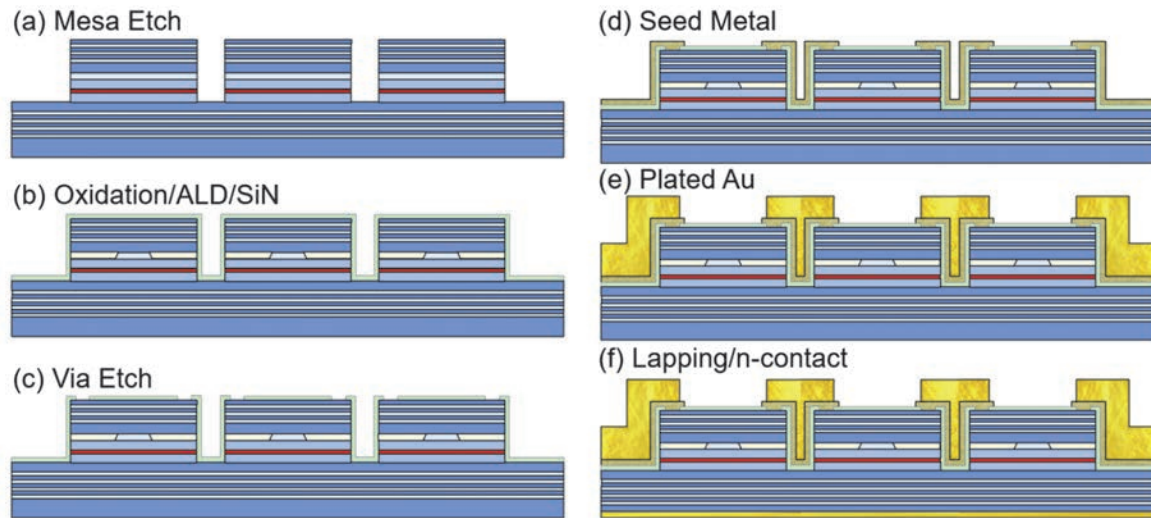 (a) Mesa Etch
(b) Oxidation/ALD/SiN
(c) Via Etch
(d) Seed Metal
(e) Plated Au
(f) Lapping/n-contact